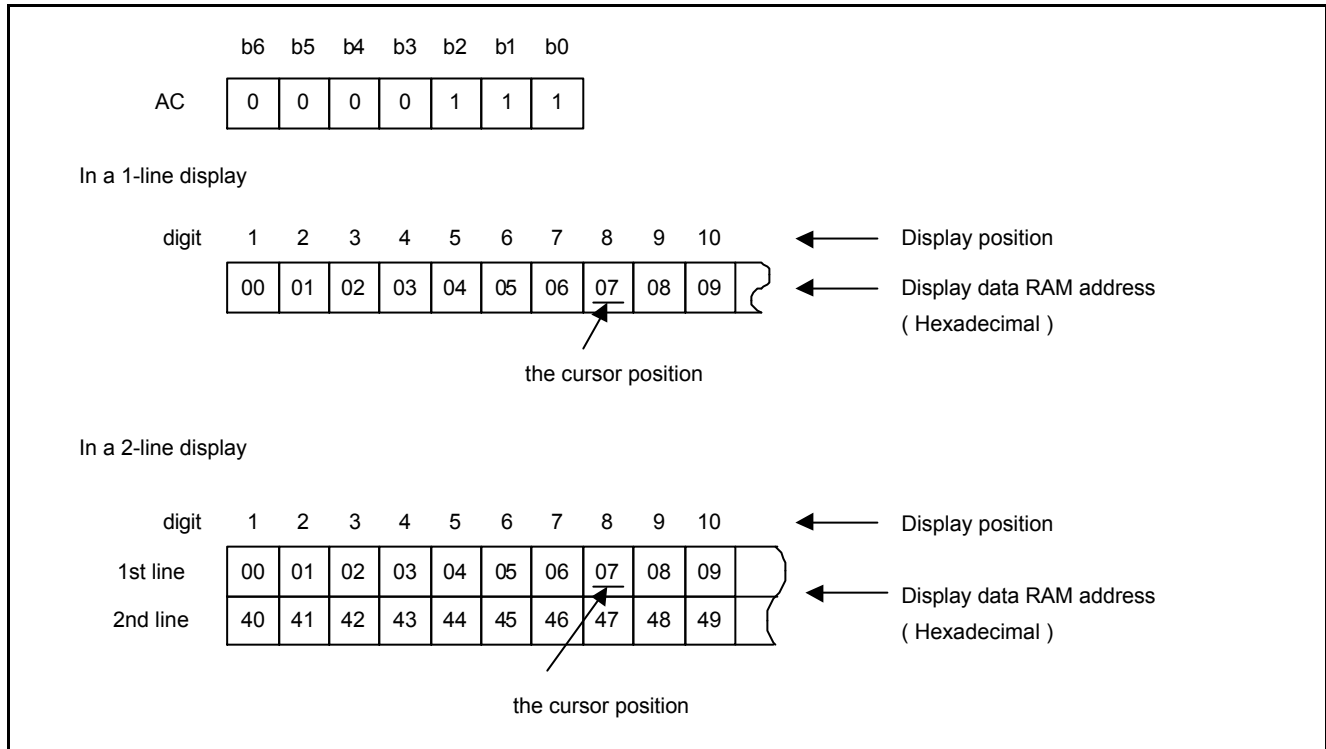 b6 b5 b4 b3 b2 b1 b0
AC 0 0 0 0 1 1 1
In a 1-line display
digit 1 2 3 4 5 6 7 8 9 10 Display position
00 01 02 03 04 05 06 07 08 09 Display data RAM address
( Hexadecimal )
the cursor position
In a 2-line display
digit 1 2 3 4 5 6 7 8 9 10 Display position
1st line 00 01 02 03 04 05 06 07 08 09
Display data RAM address
2nd line 40 41 42 43 44 45 46 47 48 49
( Hexadecimal )
the cursor position